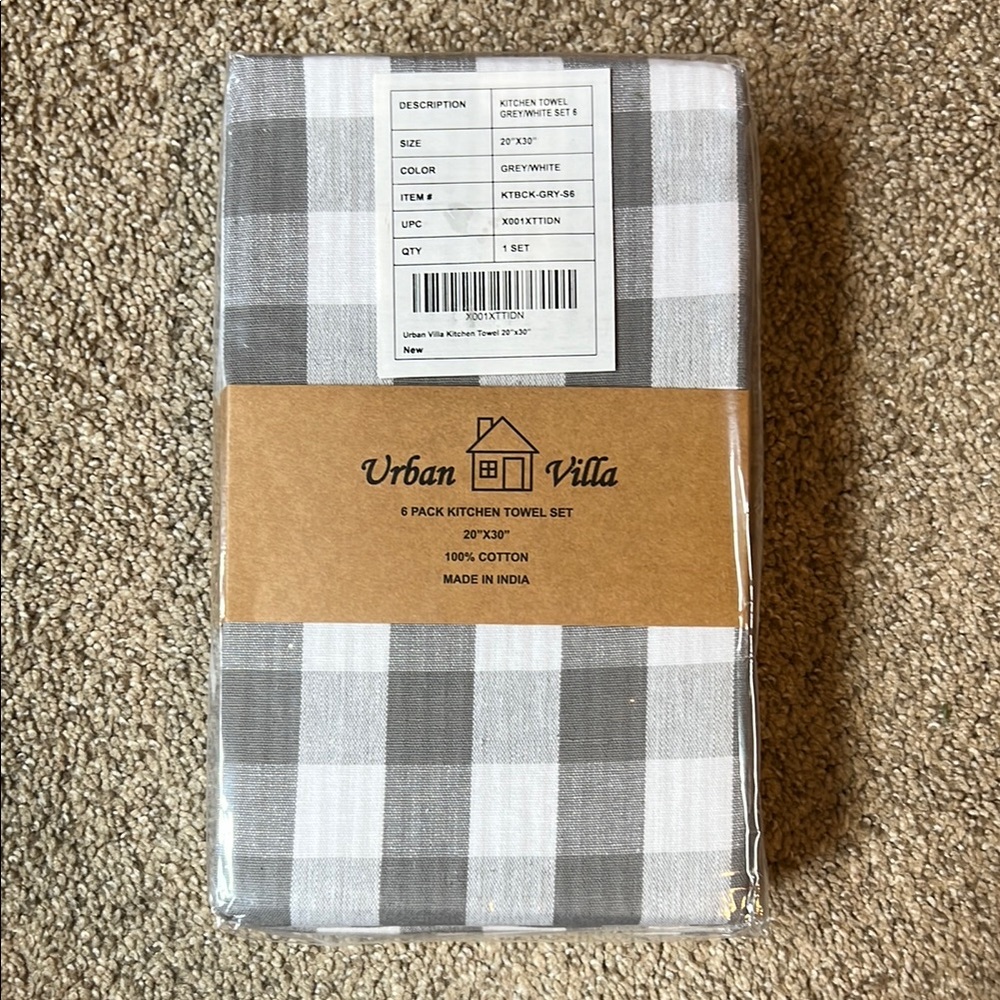 DESCRIPTION KITCHEN TOWEL
GREY/WHITE SET 6
SIZE 20"X30"
COLOR GREY/WHITE
ITEM # KTBCK-GRY-S6
UPC X001XTTIDN
QTY 1 SET
X001XTTIDN
Urban Villa Kitchen Towel 20"x30"
New
Urban Villa
6 PACK KITCHEN TOWEL SET
20"X30"
100% COTTON
MADE IN INDIA